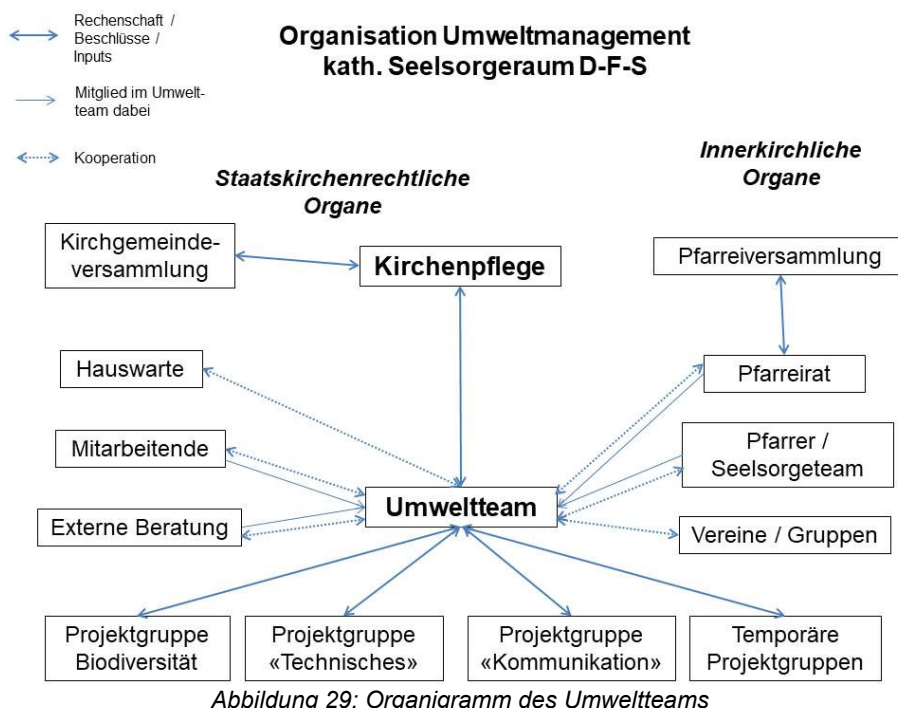 Rechenschaft /
Beschlüsse /
Inputs
Mitglied im Umwelt-
team dabei
Kooperation
Organisation Umweltmanagement
kath. Seelsorgeraum D-F-S
Staatskirchenrechtliche
Organe
Innerkirchliche
Organe
Kirchgemeinde-
versammlung
Kirchenpflege
Pfarreiversammlung
Hauswarte
Pfarreirat
Mitarbeitende
Pfarrer /
Seelsorgeteam
Umweltteam
Externe Beratung
Vereine / Gruppen
Projektgruppe
Biodiversität
Projektgruppe
«Technisches»
Projektgruppe
«Kommunikation»
Temporäre
Projektgruppen
Abbildung 29: Organigramm des Umweltteams